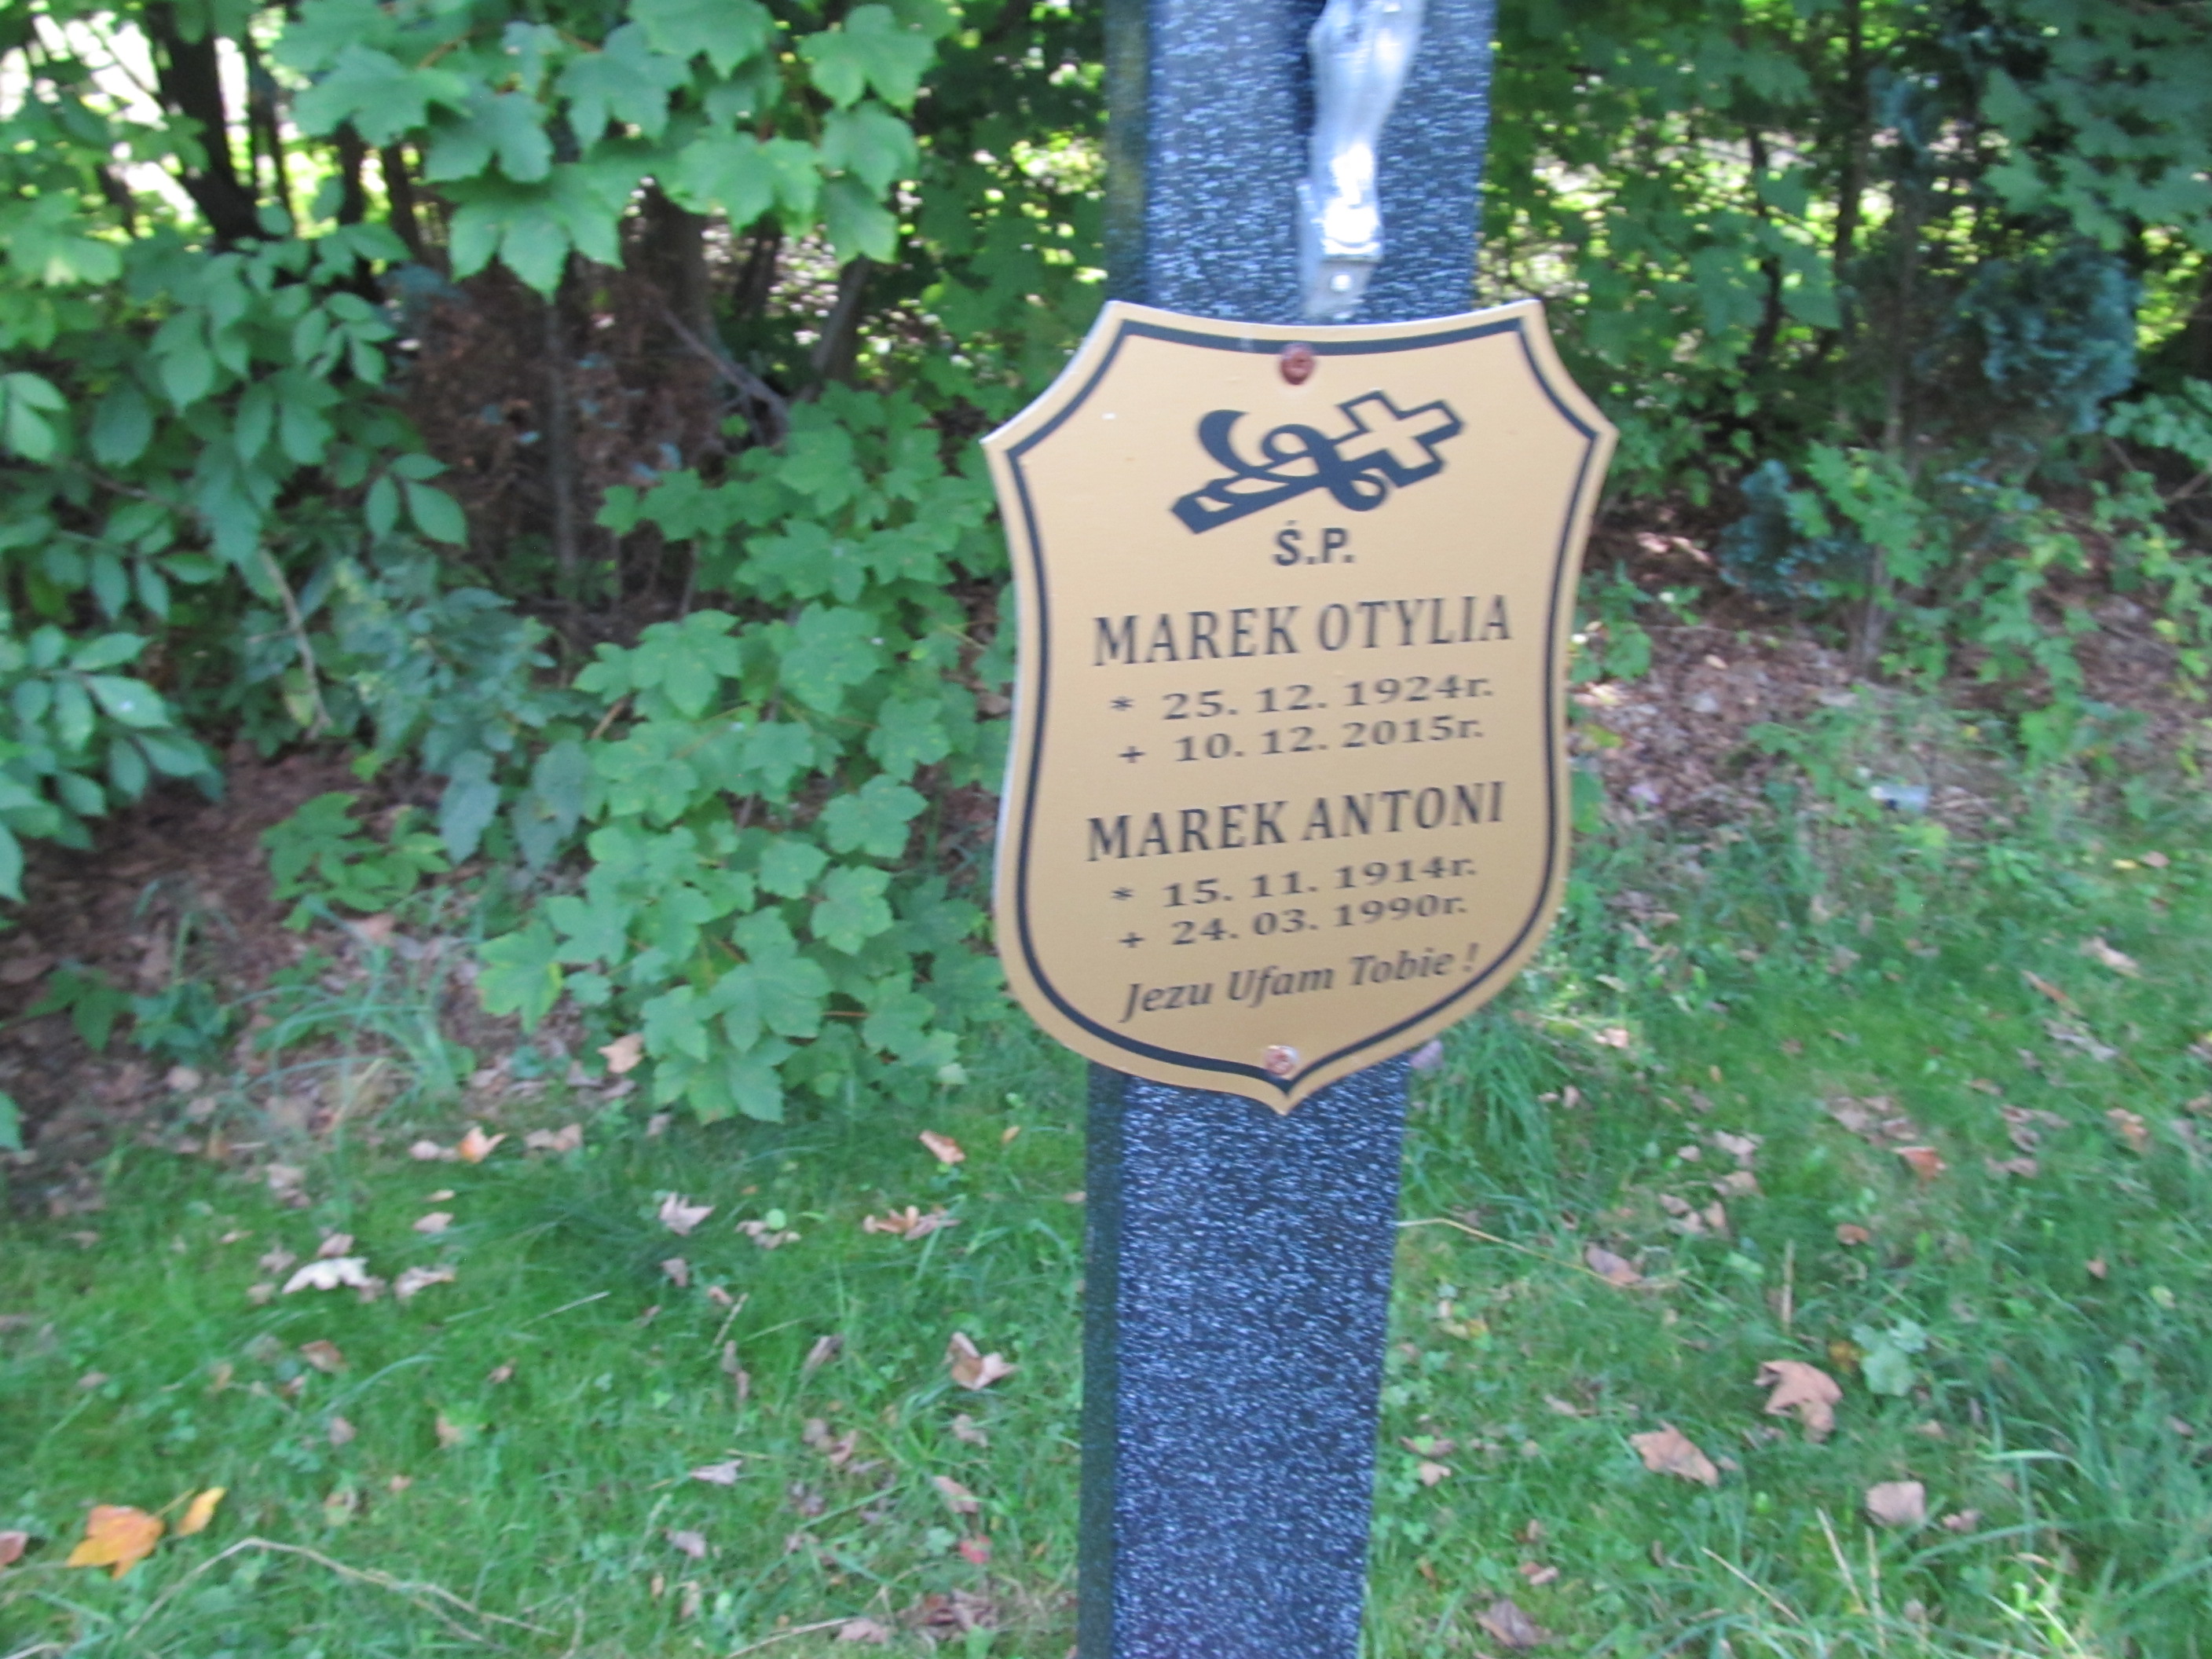 Ś.P.
MAREK OTYLIA
* 25. 12. 1924r.
+ 10. 12. 2015r.
MAREK ANTONI
* 15. 11. 1914r.
+ 24. 03. 1990r.
Jezu Ufam Tobie !